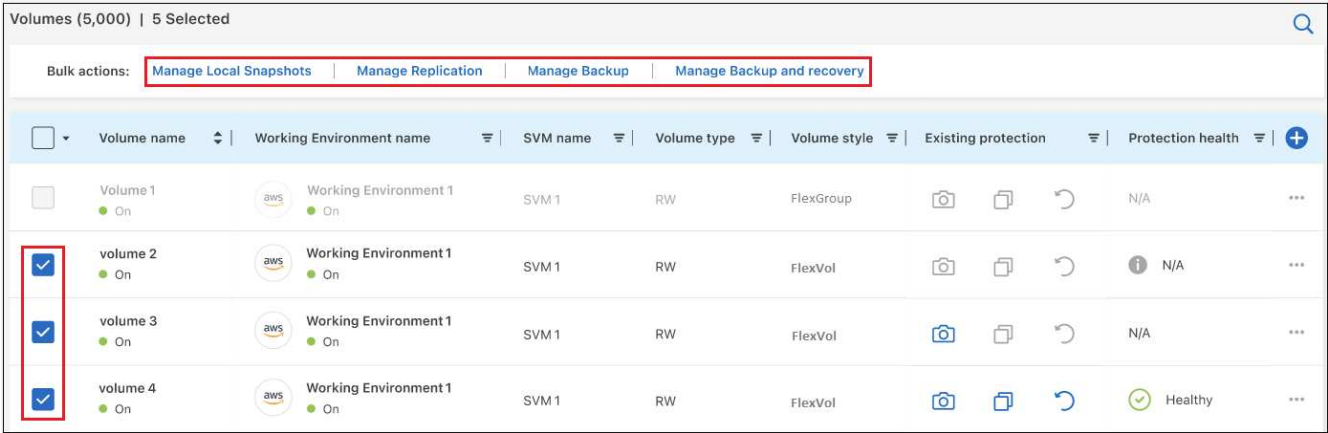 Volumes (5,000) | 5 Selected
Bulk actions: Manage Local Snapshots | Manage Replication | Manage Backup | Manage Backup and recovery
Volume name Working Environment name SVM name Volume type Volume style Existing protection Protection health
Volume 1 aws Working Environment 1 SVM 1 RW FlexGroup N/A
On On
volume 2 aws Working Environment 1 SVM 1 RW FlexVol N/A
On On
volume 3 aws Working Environment 1 SVM 1 RW FlexVol N/A
On On
volume 4 aws Working Environment 1 SVM 1 RW FlexVol Healthy
On On